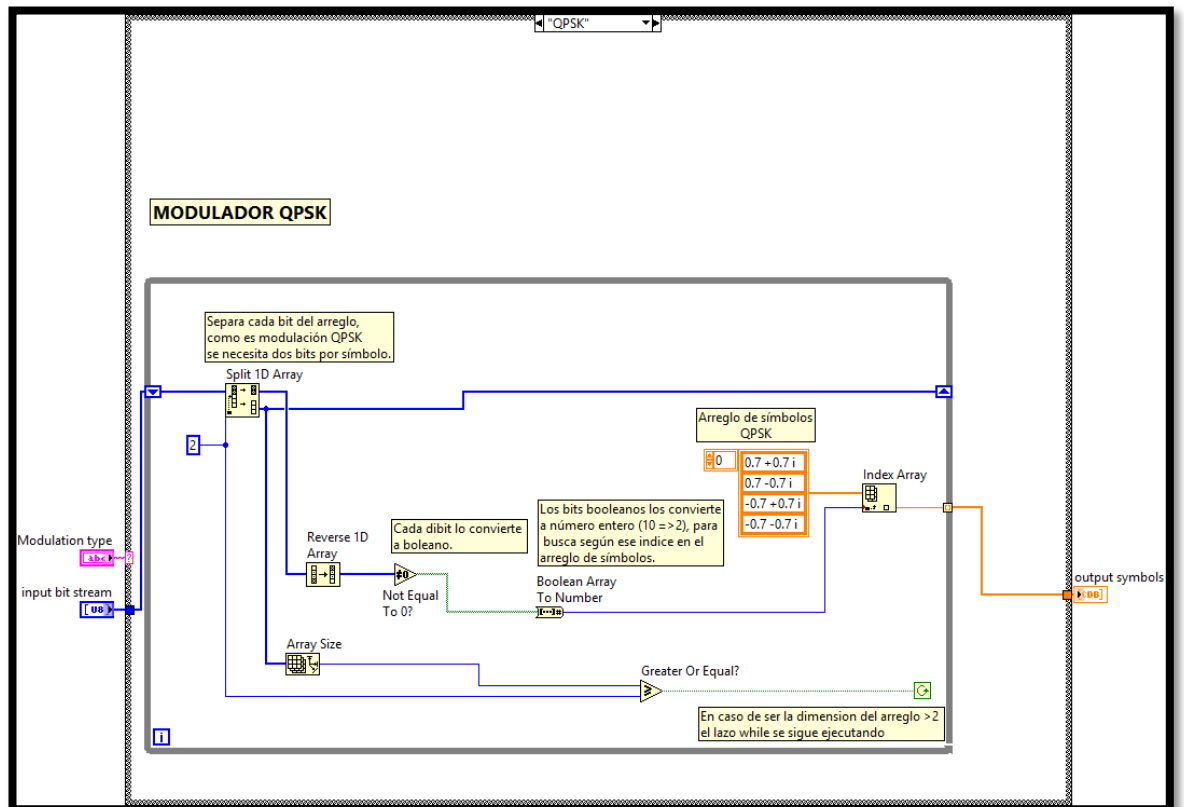 "QPSK"
MODULADOR QPSK
Separa cada bit del arreglo,
como es modulación QPSK
se necesita dos bits por símbolo.
Split 1D Array
2
Arreglo de símbolos
QPSK
0
0.7 +0.7 i
0.7 -0.7 i
-0.7 +0.7 i
-0.7 -0.7 i
Index Array
Los bits booleanos los convierte
a número entero (10 =>2), para
busca según ese indice en el
arreglo de símbolos.
Cada dibit lo convierte
a boleano.
Reverse 1D
Array
Not Equal
To 0?
Boolean Array
To Number
Modulation type
abc
?
input bit stream
[U8]
output symbols
CDB]
Array Size
Greater Or Equal?
En caso de ser la dimension del arreglo >2
el lazo while se sigue ejecutando
i